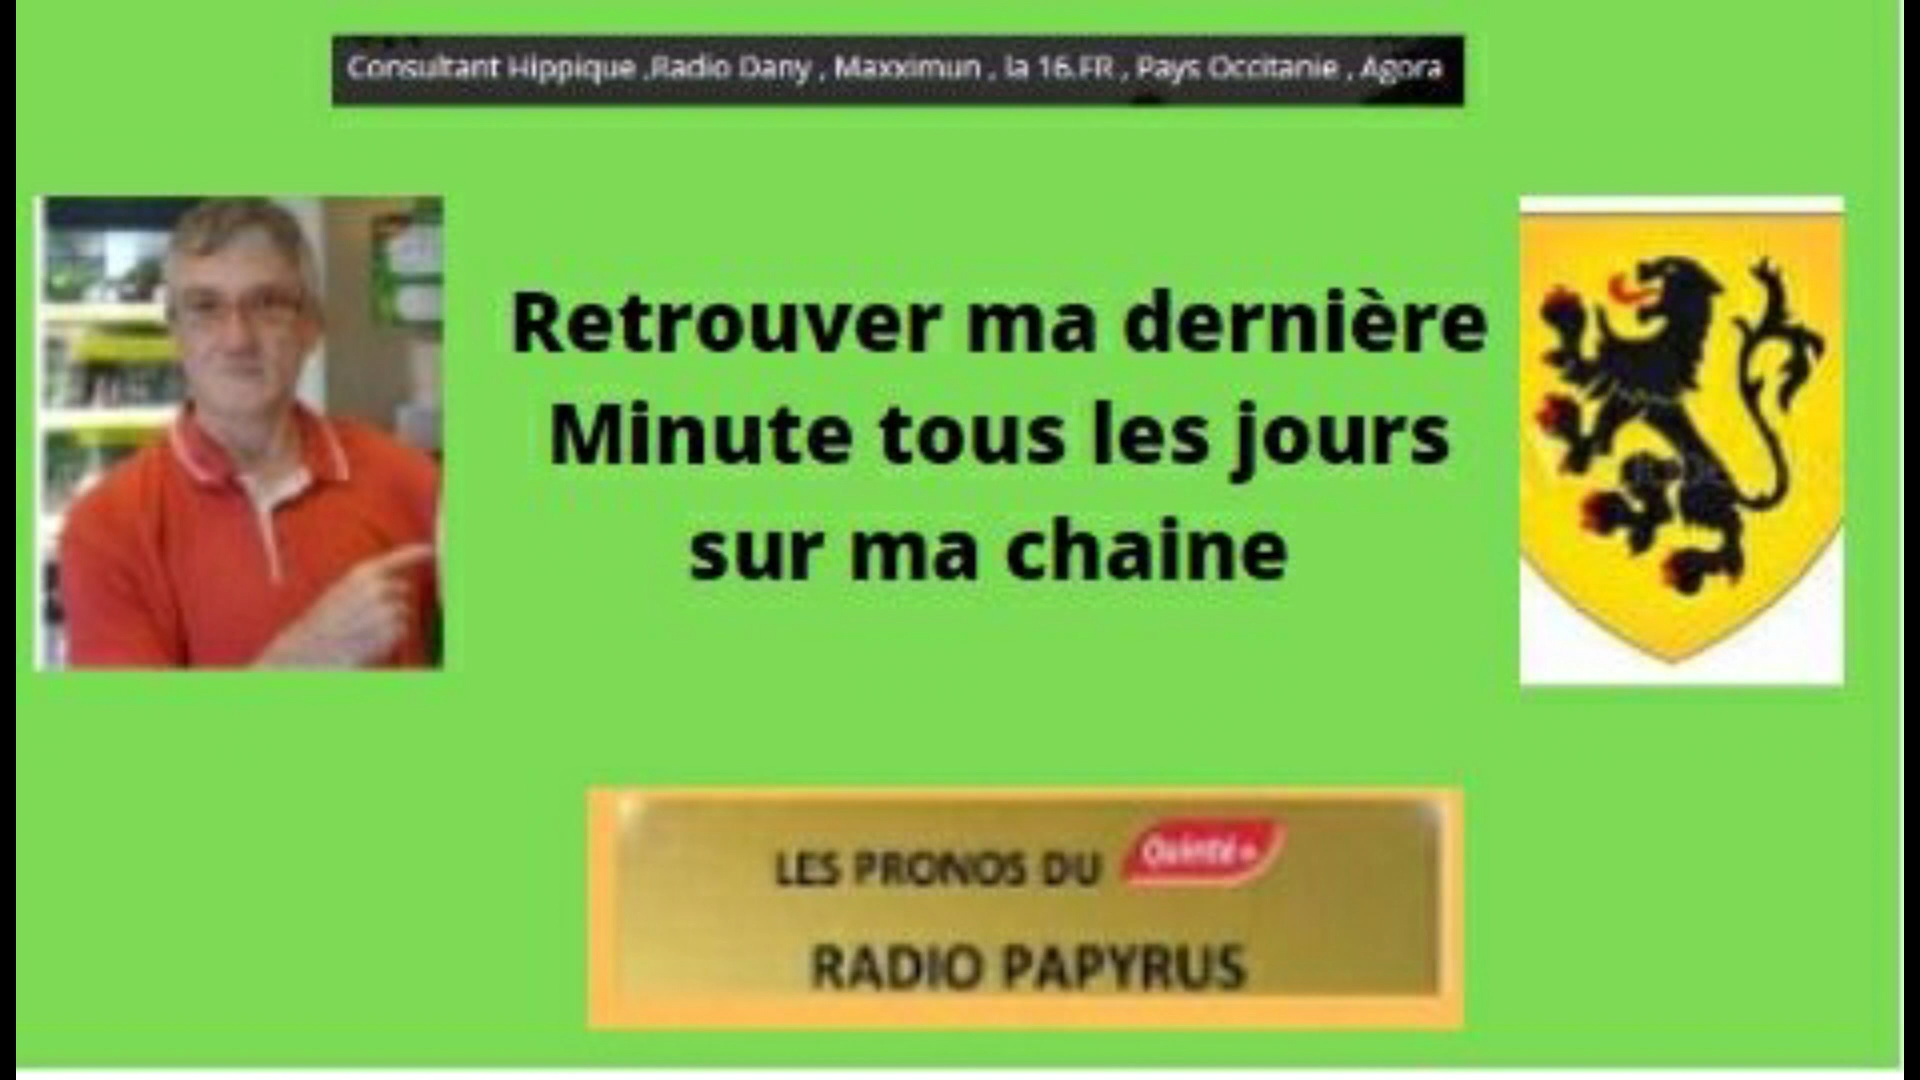 Consultant Hippique ,Radio Dany , Maxximun , la 16.FR , Pays Occitanie , Agora
Retrouver ma dernière
Minute tous les jours
sur ma chaine
LES PRONOS DU Quinté+
RADIO PAPYRUS